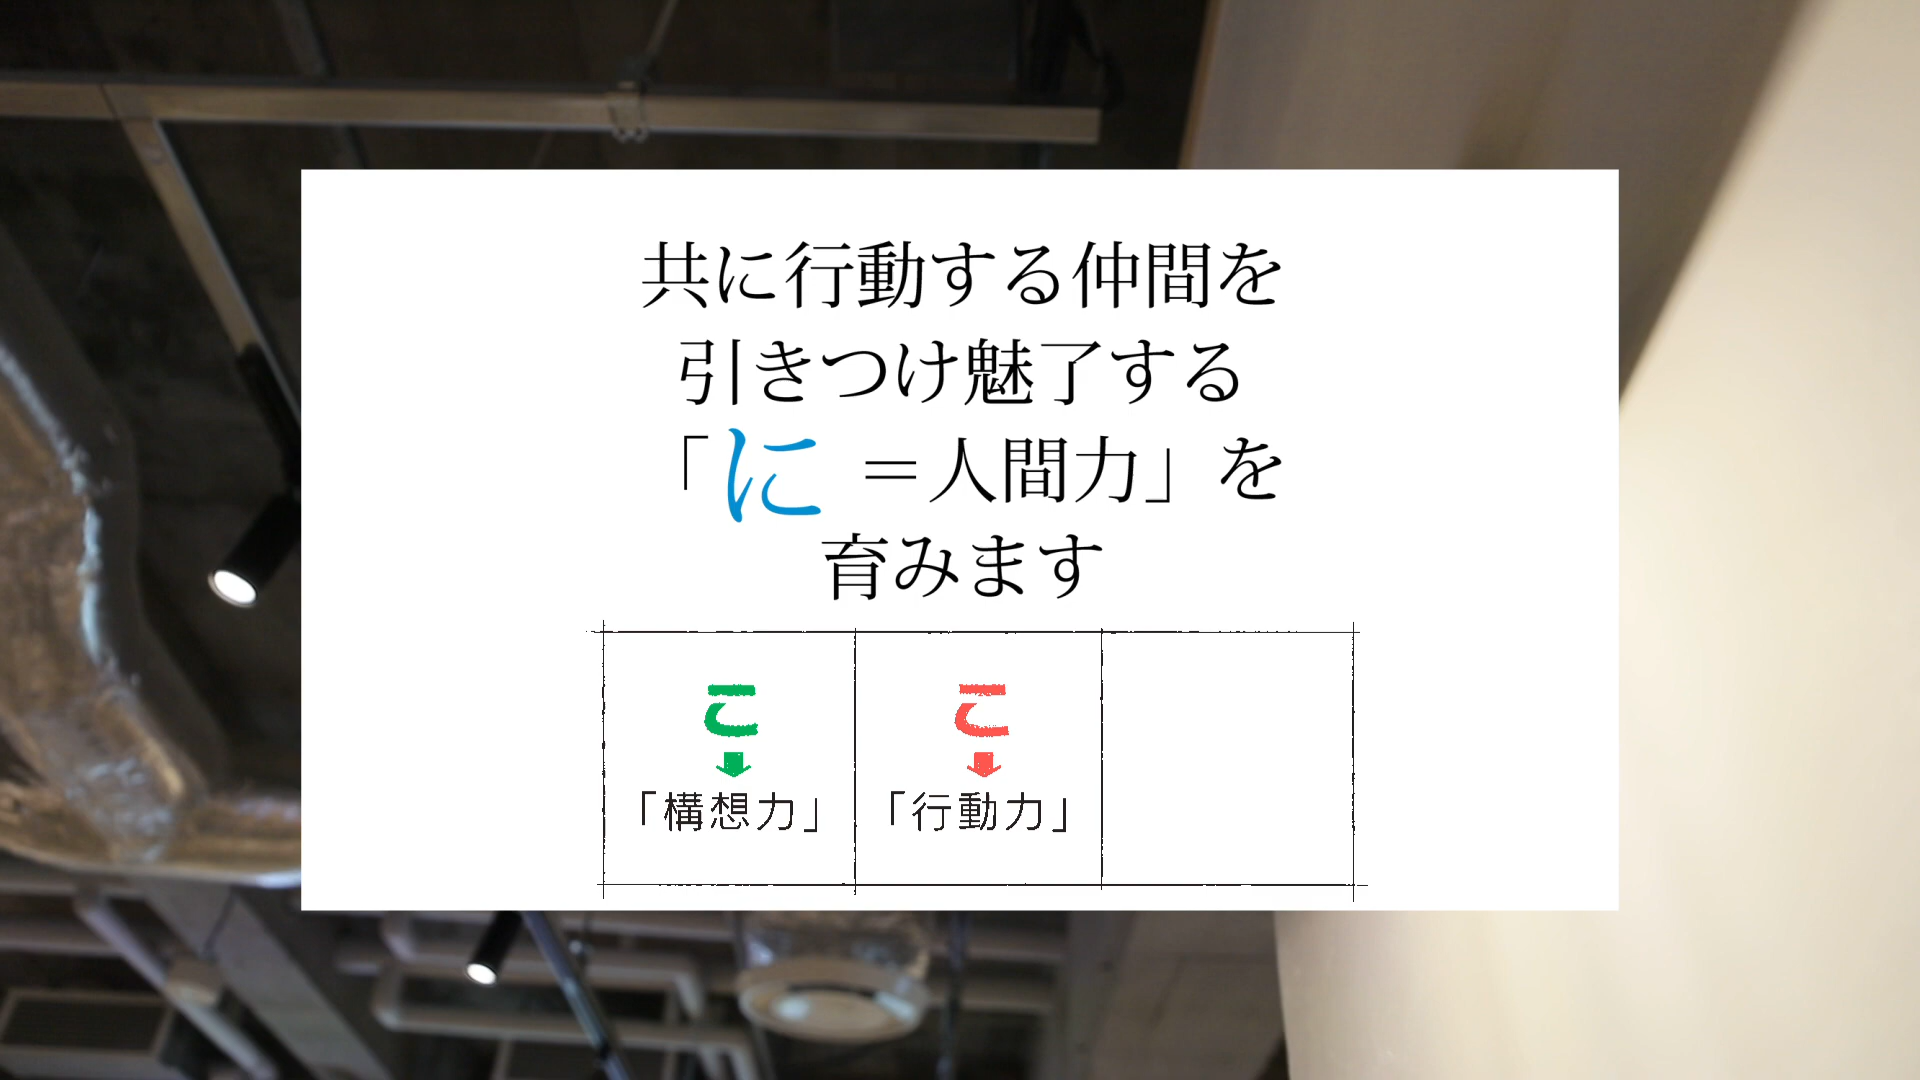 共に行動する仲間を
引きつけ魅了する
「に ＝人間力」を
育みます
こ こ
「構想力」 「行動力」